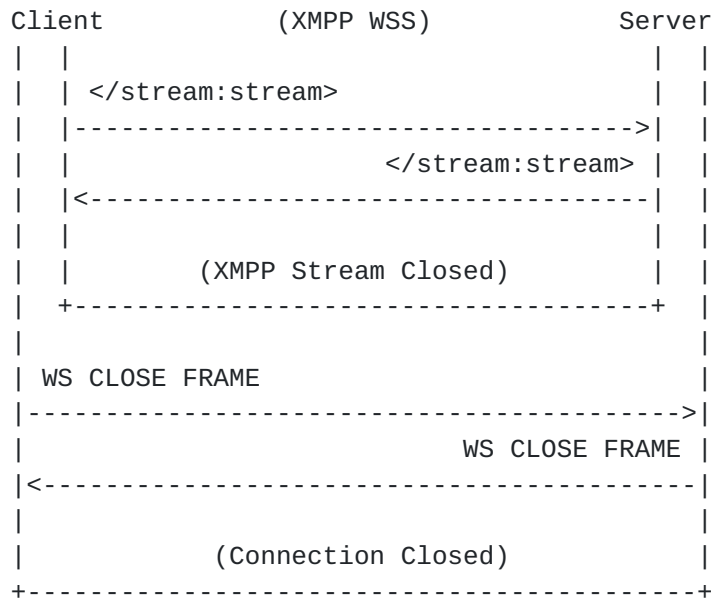 Client (XMPP WSS) Server
</stream:stream>
</stream:stream>
(XMPP Stream Closed)
WS CLOSE FRAME
WS CLOSE FRAME
(Connection Closed)